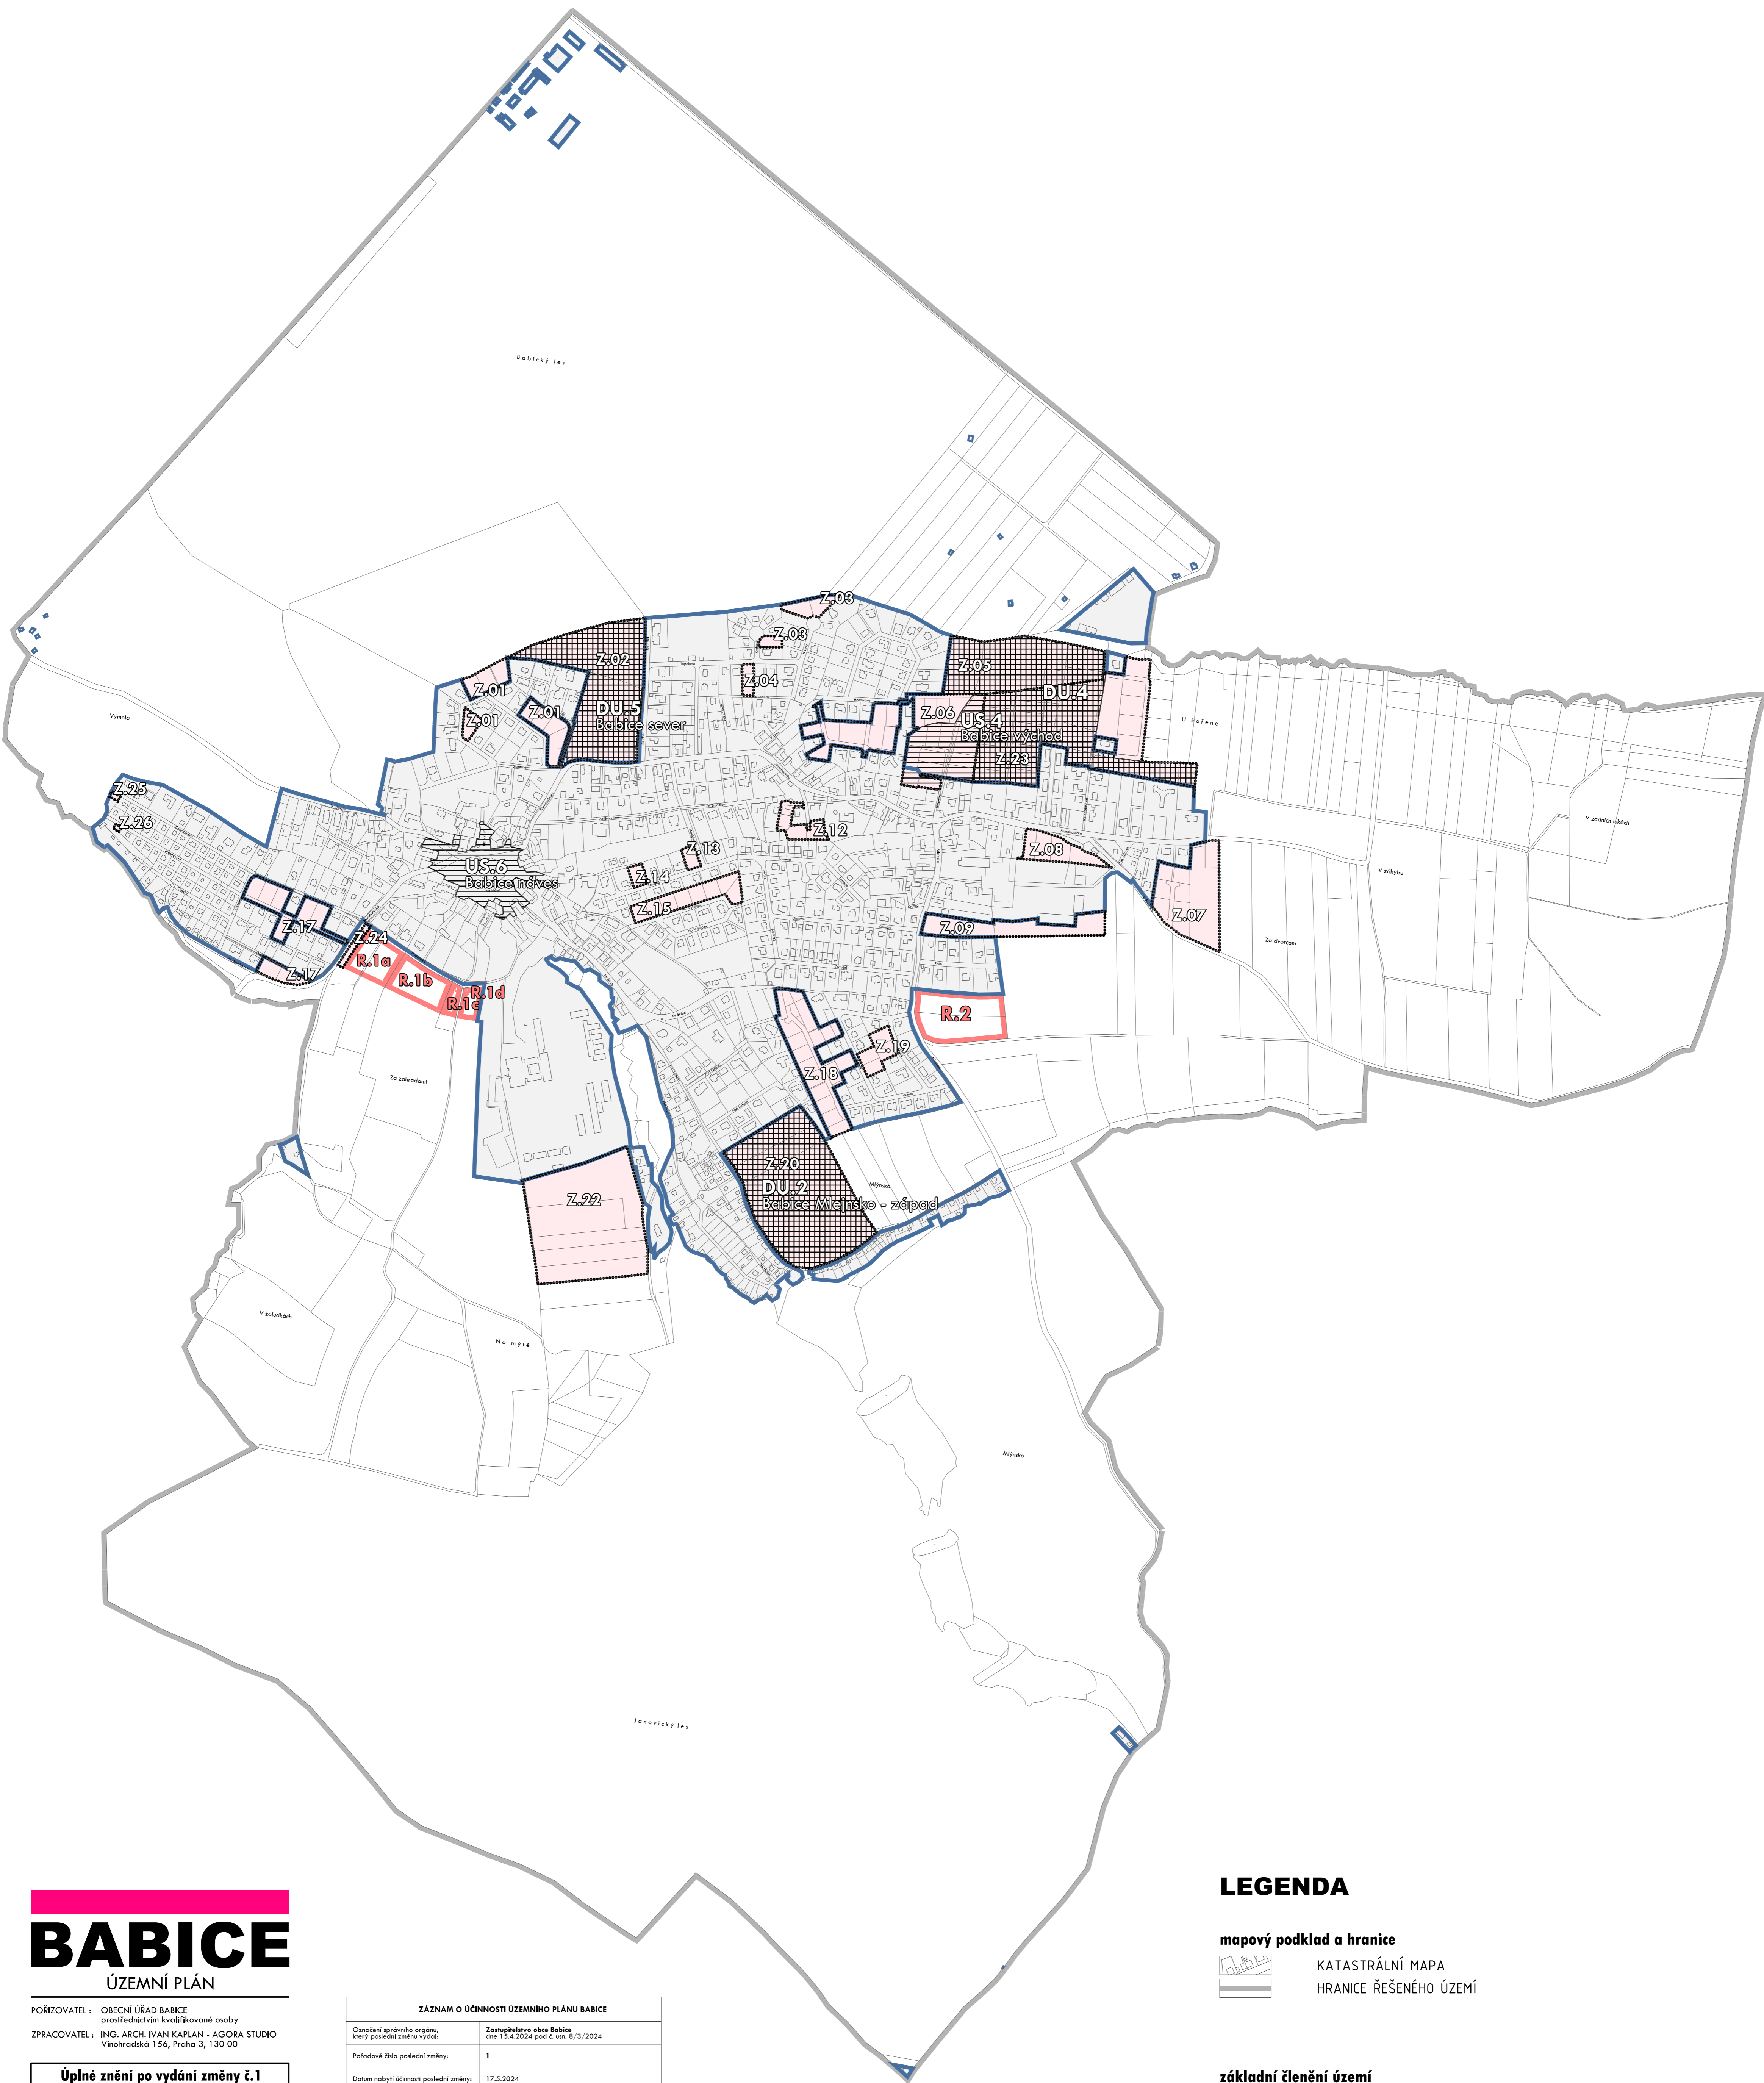 Babický les
Z.03
Z.03
Z.02
Z.04
Z.05
Z.01
Z.01
Z.01
DU.5
Babice sever
DU.4
Z.06
US.4
Babice východ
Z.23
U kořene
Výmola
V zadních lukách
Z.25
Z.26
Z.12
Z.13
Z.08
US.6
Babice náves
Z.14
Z.15
V záhybu
Z.07
Z.17
Z.24
Z.09
Za dvorcem
Z.17
R.1a
R.1b
R.1c
R.1d
R.2
Z.19
Z.18
Za zahradami
Z.20
DU.2
Babice Mlejnsko - západ
Mlýnsko
Z.22
V žaludkách
Na mýtě
Mlýnsko
Janovický les
BABICE
ÚZEMNÍ PLÁN
POŘIZOVATEL : OBECNÍ ÚŘAD BABICE
prostřednictvím kvalifikované osoby
ZPRACOVATEL : ING. ARCH. IVAN KAPLAN - AGORA STUDIO
Vinohradská 156, Praha 3, 130 00
Úplné znění po vydání změny č.1
ZÁZNAM O ÚČINNOSTI ÚZEMNÍHO PLÁNU BABICE
Označení správního orgánu, Zastupitelstvo obce Babice
který poslední změnu vydal: dne 15.4.2024 pod č. usn. 8/3/2024
Pořadové číslo poslední změny: 1
Datum nabytí účinnosti poslední změny: 17.5.2024
LEGENDA
mapový podklad a hranice
KATASTRÁLNÍ MAPA
HRANICE ŘEŠENÉHO ÚZEMÍ
základní členění území